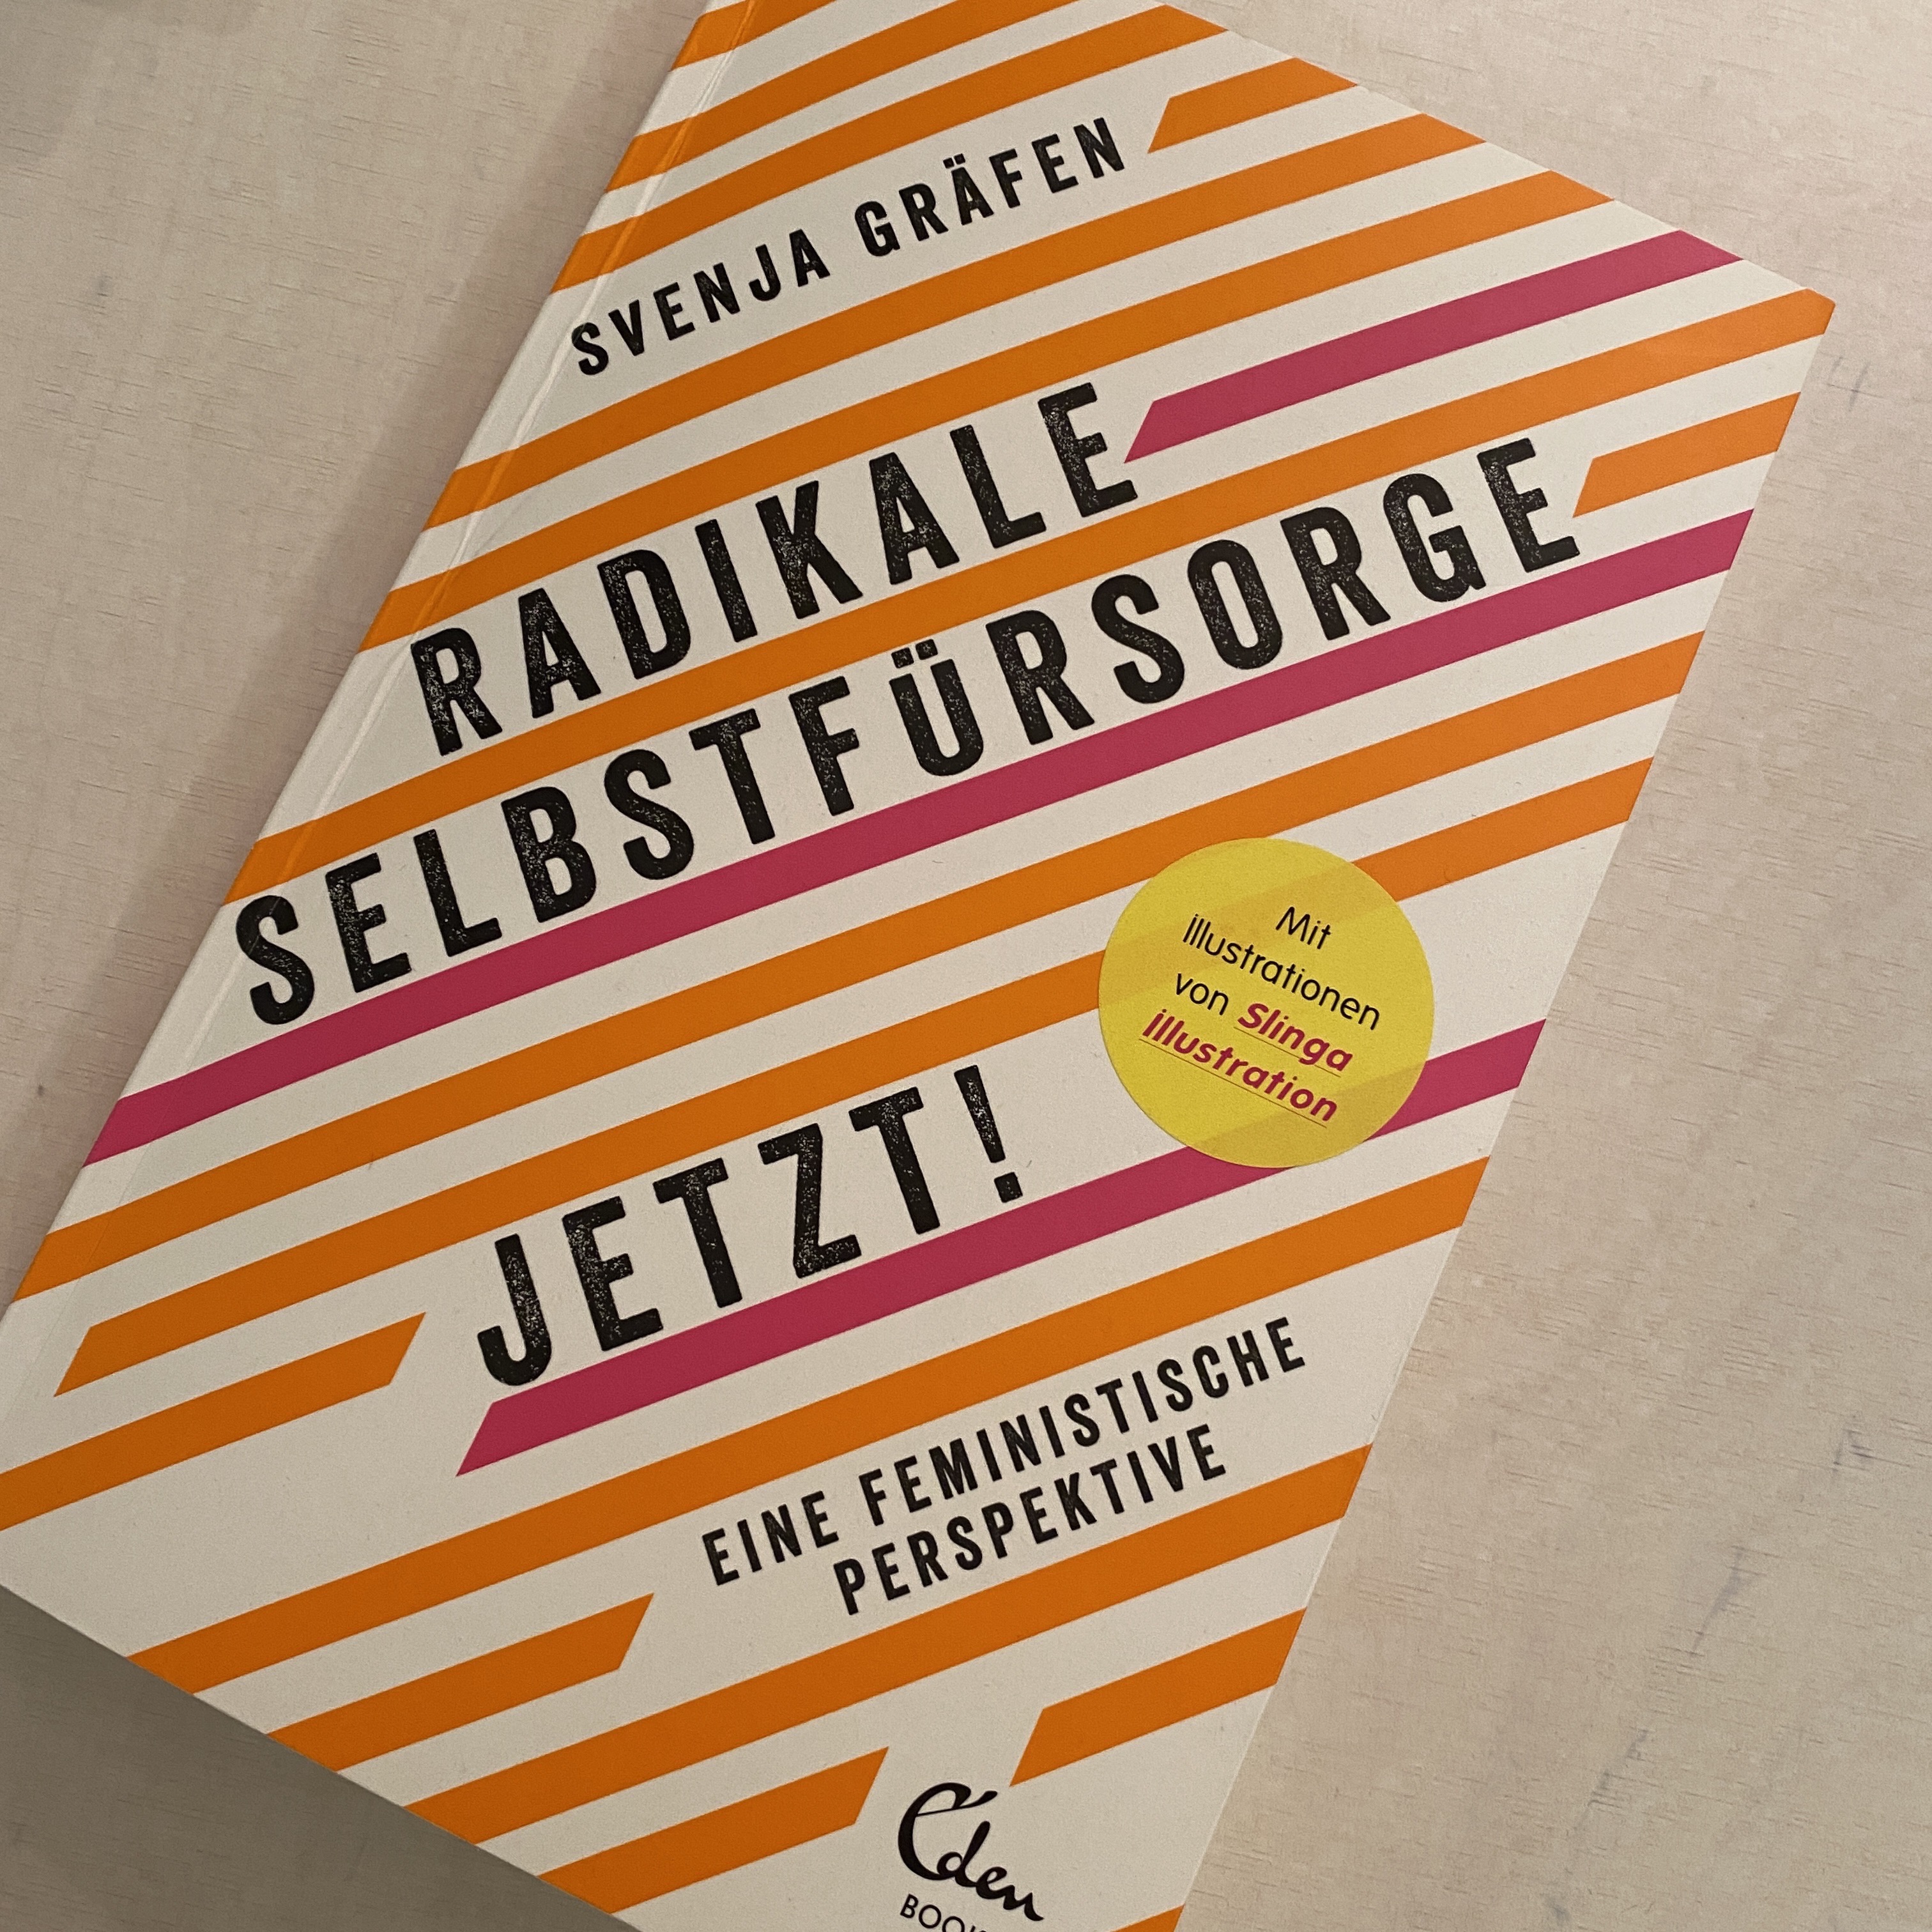 SVENJA GRÄFEN
RADIKALE
SELBSTFÜRSORGE
JETZT!
Mit
Illustrationen
von Slinga
illustration
EINE FEMINISTISCHE
PERSPEKTIVE
Eden